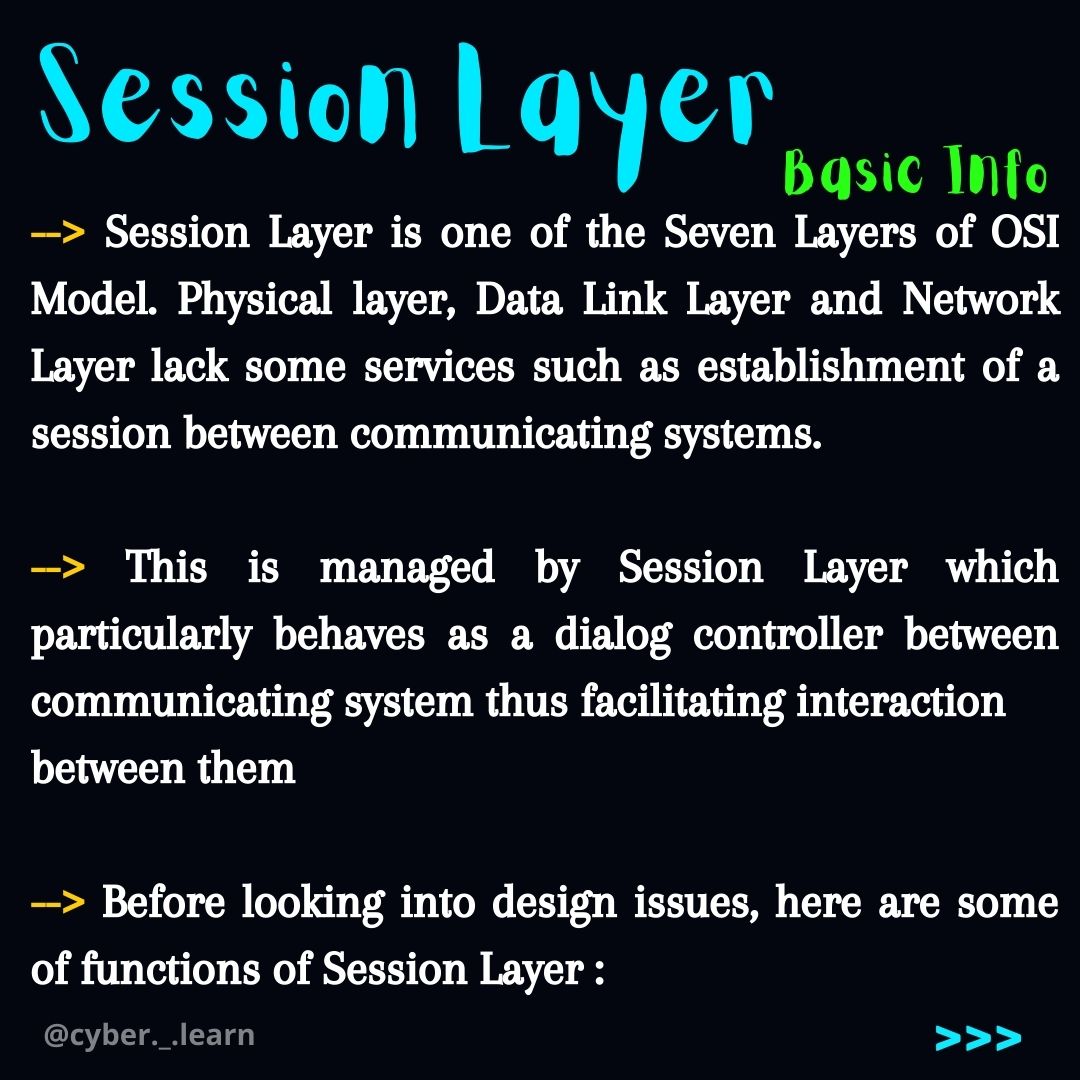 Session Layer
Basic Info
--> Session Layer is one of the Seven Layers of OSI
Model. Physical layer, Data Link Layer and Network
Layer lack some services such as establishment of a
session between communicating systems.
--> This is managed by Session Layer which
particularly behaves as a dialog controller between
communicating system thus facilitating interaction
between them
--> Before looking into design issues, here are some
of functions of Session Layer :
@cyber._.learn
>>>